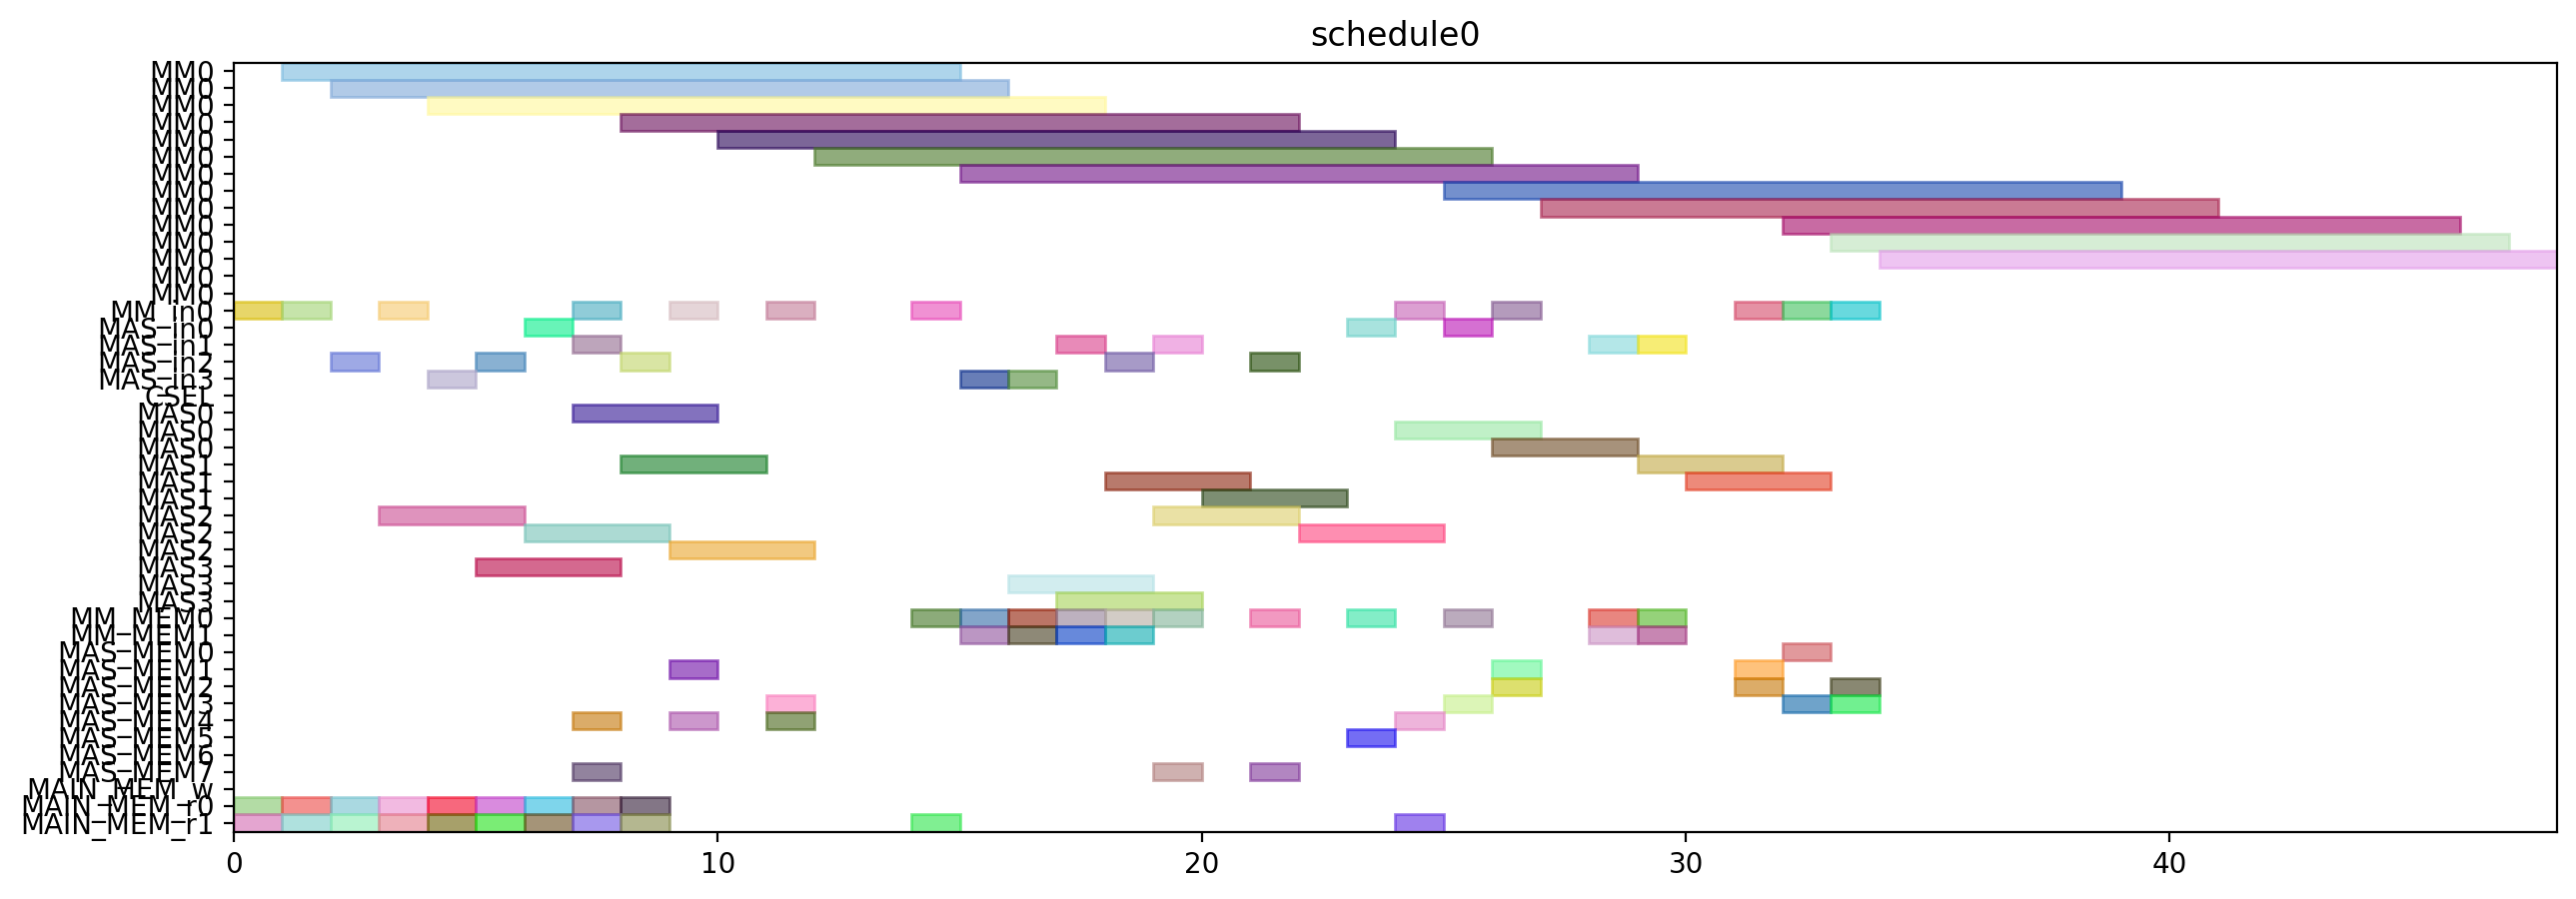 schedule0
MM0
MM0
MM0
MM0
MM0
MM0
MM0
MM0
MM0
MM0
MM0
MM0
MM0
MM0
MM_in0
MAS_in0
MAS_in1
MAS_in2
MAS_in3
CSEL
MAS0
MAS0
MAS0
MAS1
MAS1
MAS1
MAS2
MAS2
MAS2
MAS3
MAS3
MAS3
MM_MEM0
MM_MEM1
MAS_MEM0
MAS_MEM1
MAS_MEM2
MAS_MEM3
MAS_MEM4
MAS_MEM5
MAS_MEM6
MAS_MEM7
MAIN_MEM_w
MAIN_MEM_r0
MAIN_MEM_r1
0 10 20 30 40